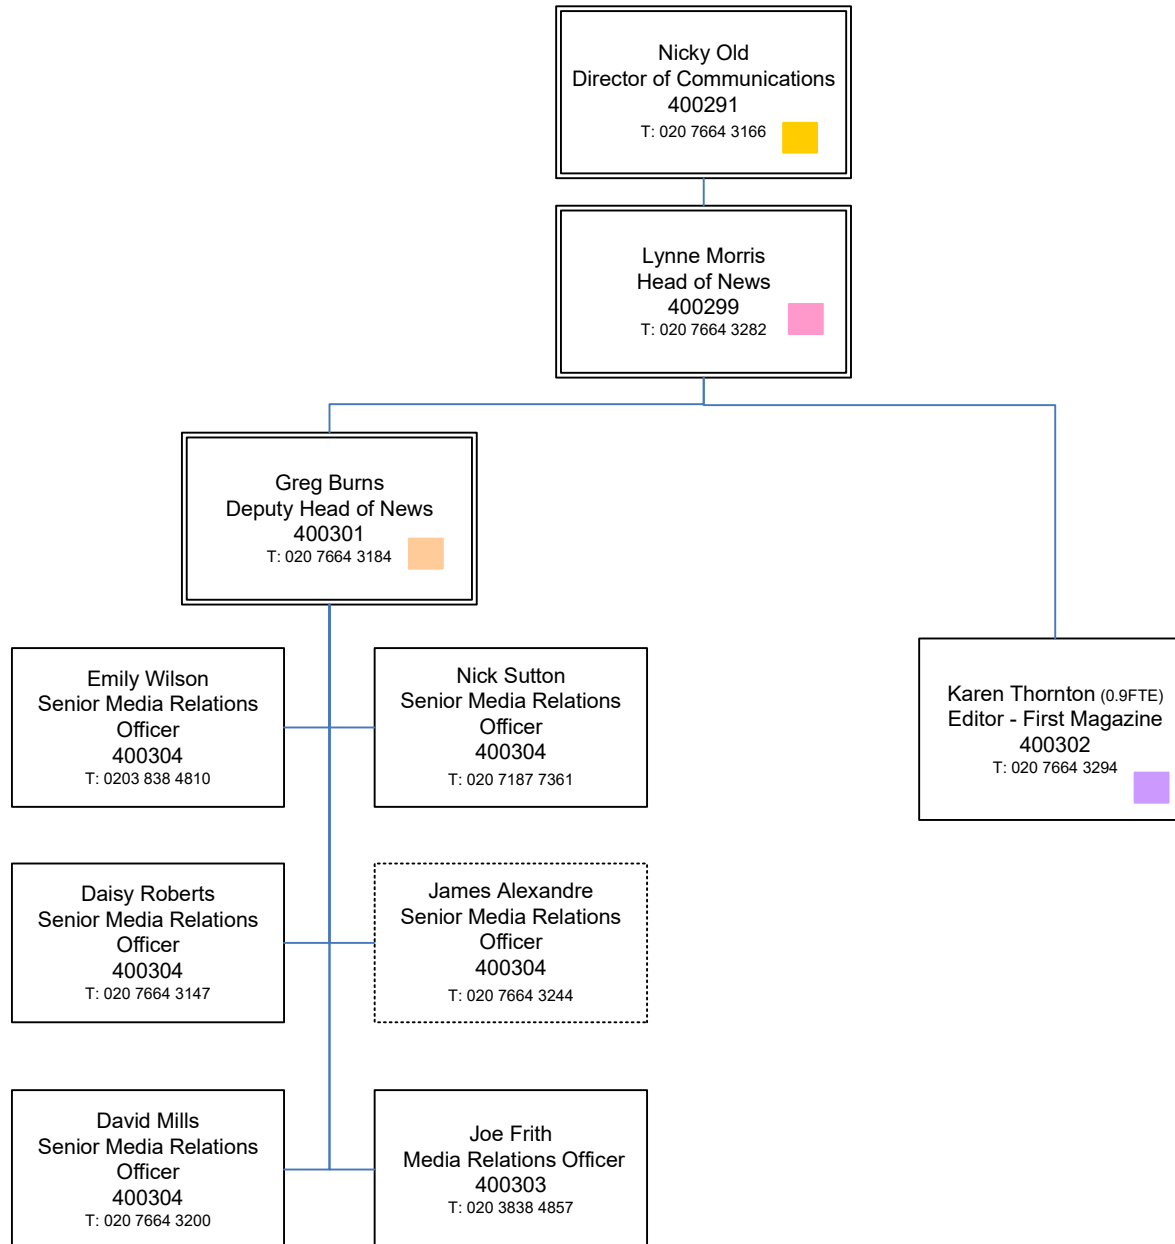 Nicky Old
Director of Communications
400291
T: 020 7664 3166
Lynne Morris
Head of News
400299
T: 020 7664 3282
Greg Burns
Deputy Head of News
400301
T: 020 7664 3184
Emily Wilson
Senior Media Relations
Officer
400304
T: 0203 838 4810
Nick Sutton
Senior Media Relations
Officer
400304
T: 020 7187 7361
Karen Thornton (0.9FTE)
Editor - First Magazine
400302
T: 020 7664 3294
Daisy Roberts
Senior Media Relations
Officer
400304
T: 020 7664 3147
James Alexandre
Senior Media Relations
Officer
400304
T: 020 7664 3244
David Mills
Senior Media Relations
Officer
400304
T: 020 7664 3200
Joe Frith
Media Relations Officer
400303
T: 020 3838 4857